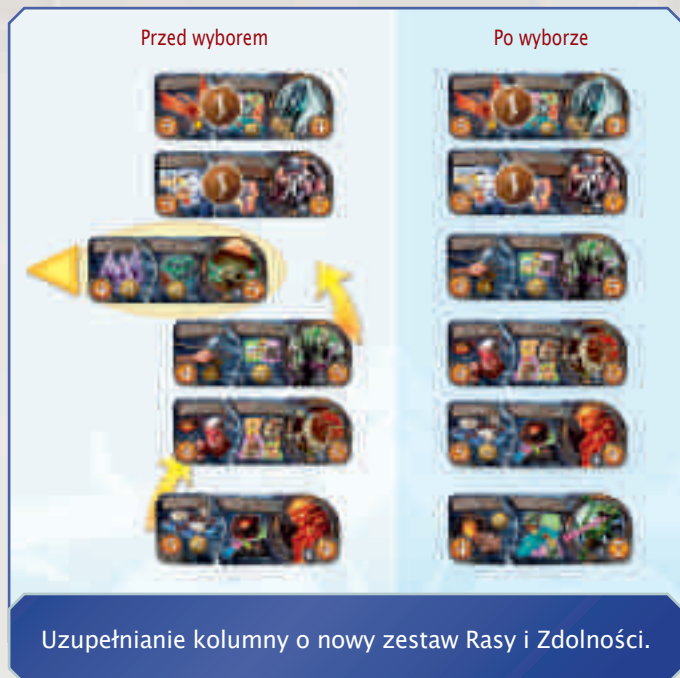 Przed wyborem
Po wyborze
Uzupełnianie kolumny o nowy zestaw Rasy i Zdolności.